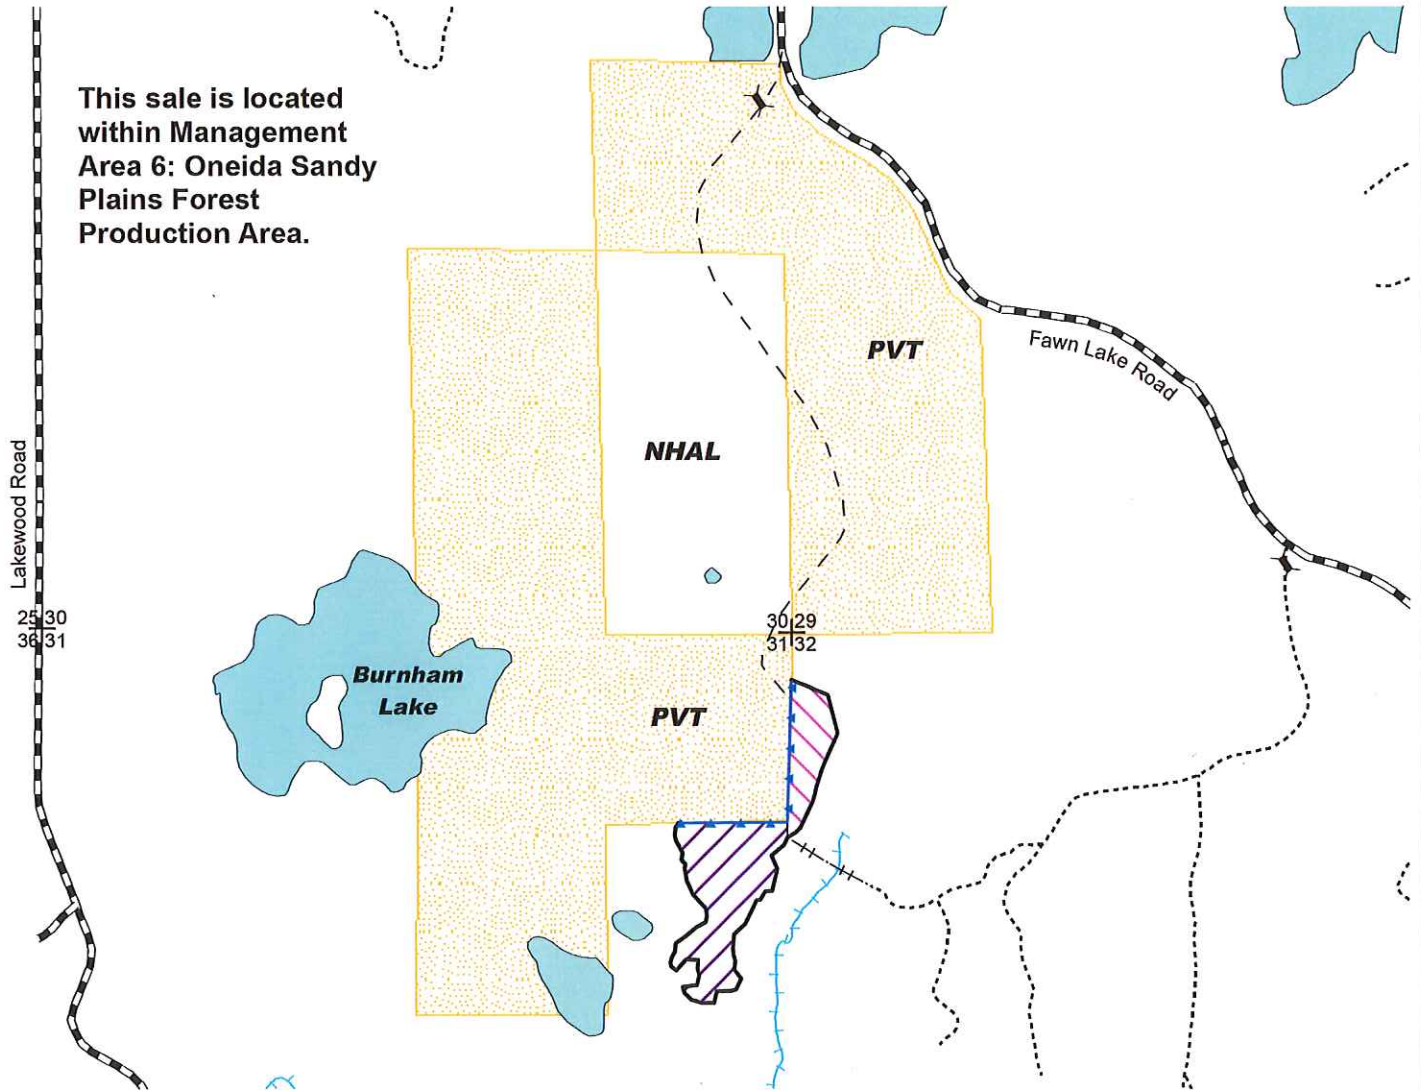 This sale is located
within Management
Area 6: Oneida Sandy
Plains Forest
Production Area.
PVT
Fawn Lake Road
NHAL
Lakewood Road
25 30
36 31
30 29
31 32
Burnham
Lake
PVT